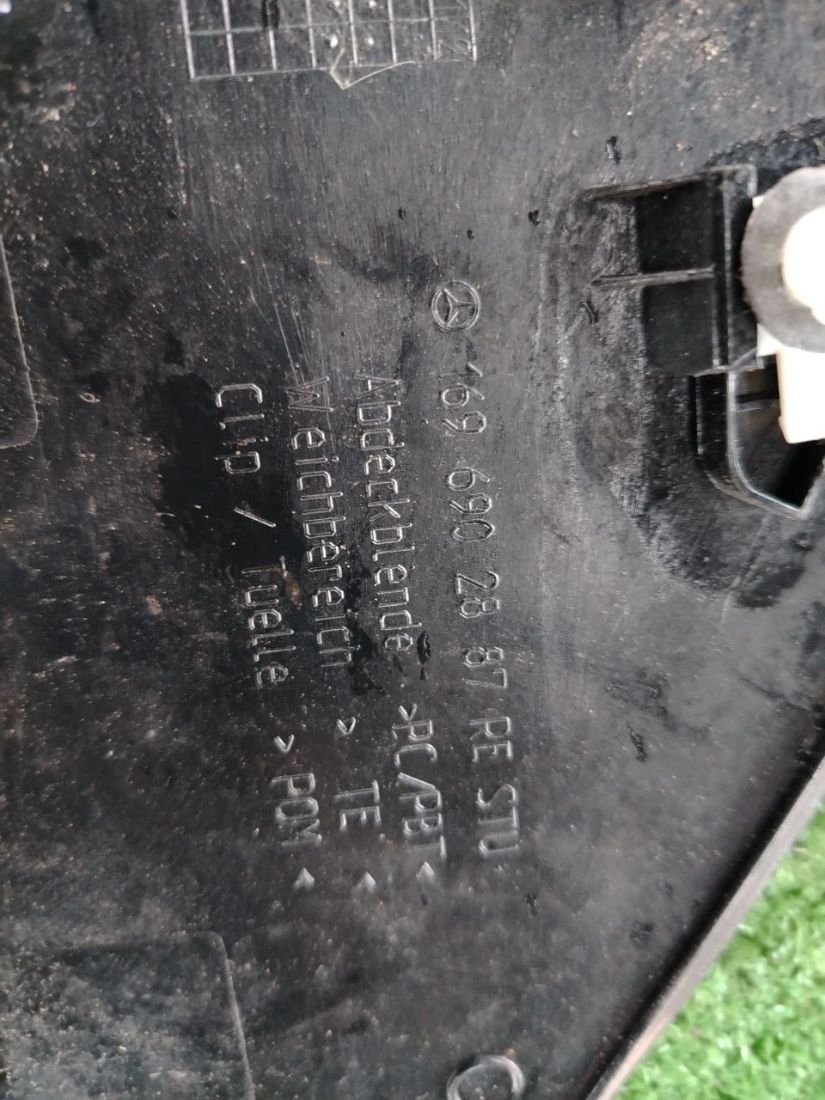 169 690 28 87 RE STU
Abdeckblende >PC/PBT<
Weichbereich > TE <
Clip / Tuelle > POM <